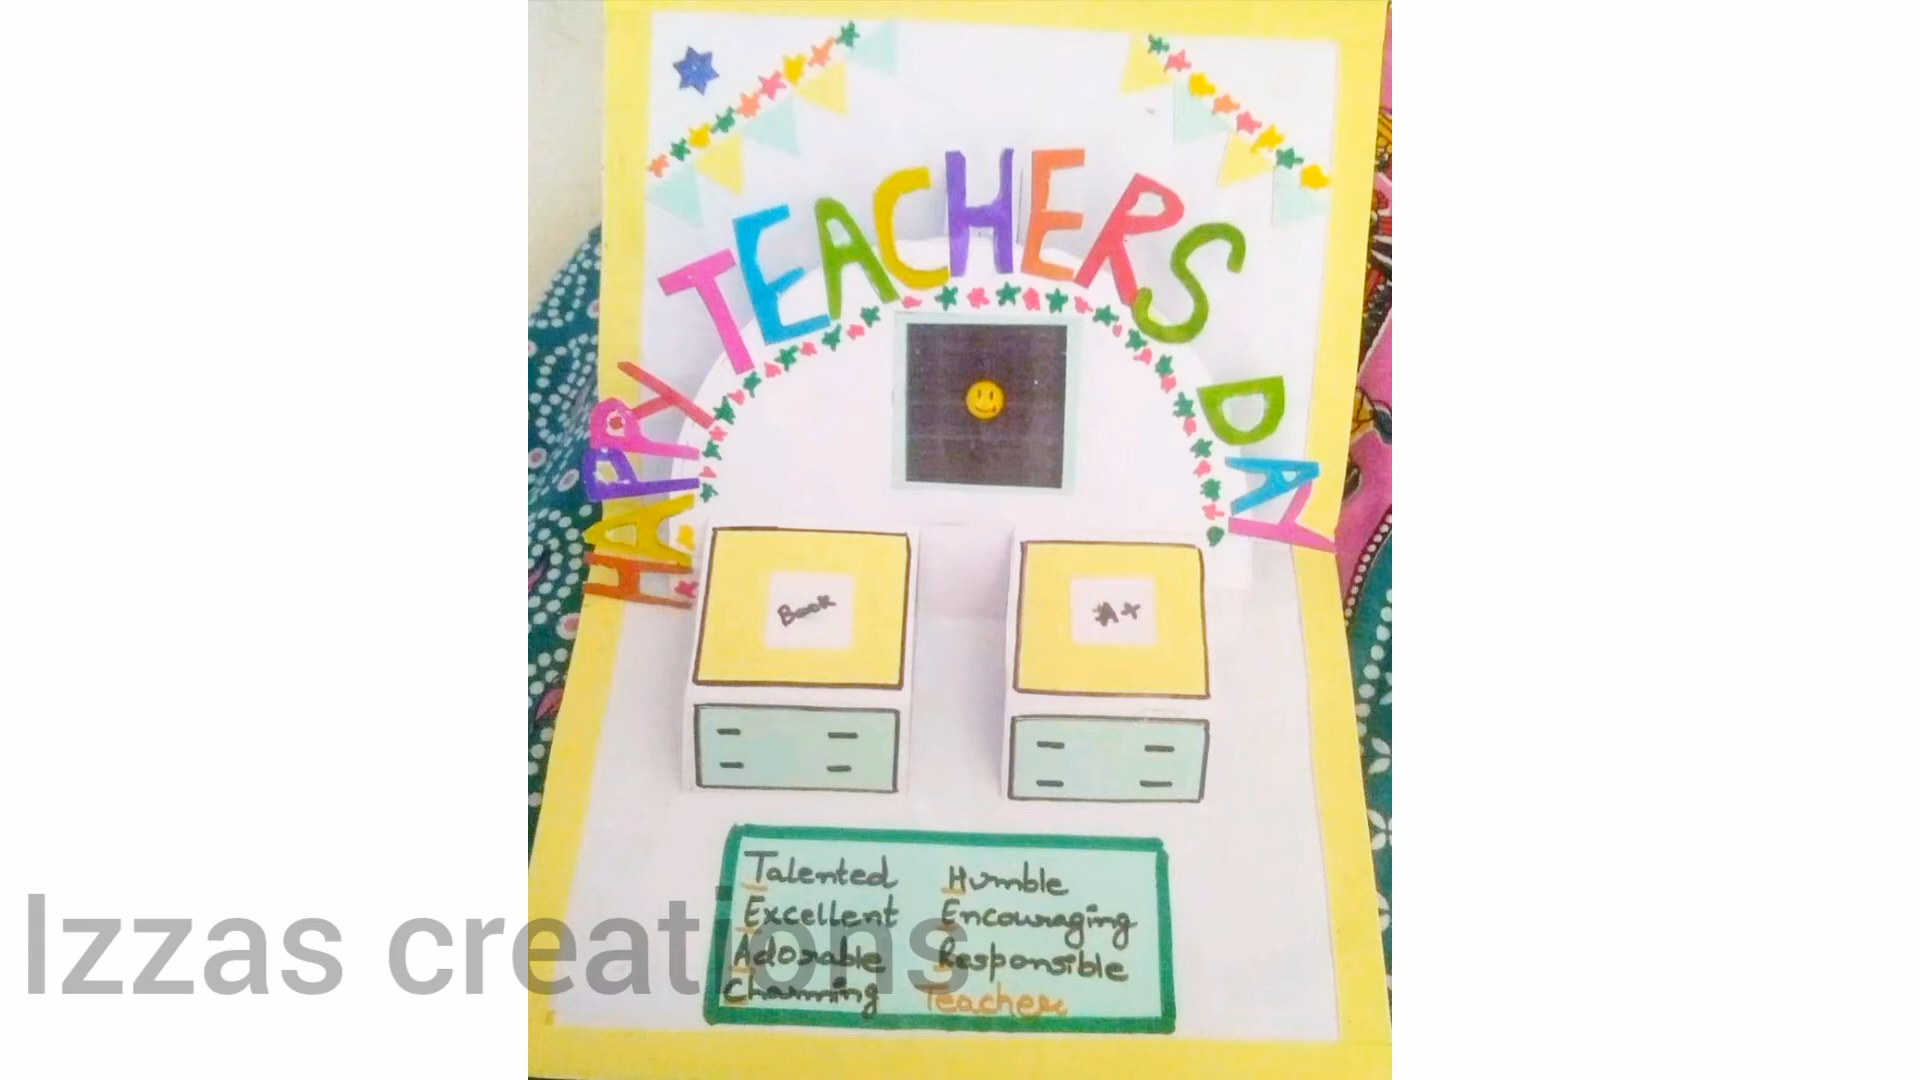 HAPPY TEACHERS DAY
Book
A+
Talented Humble
Excellent Encouraging
Adorable Responsible
Charming Teacher
Izzas creations